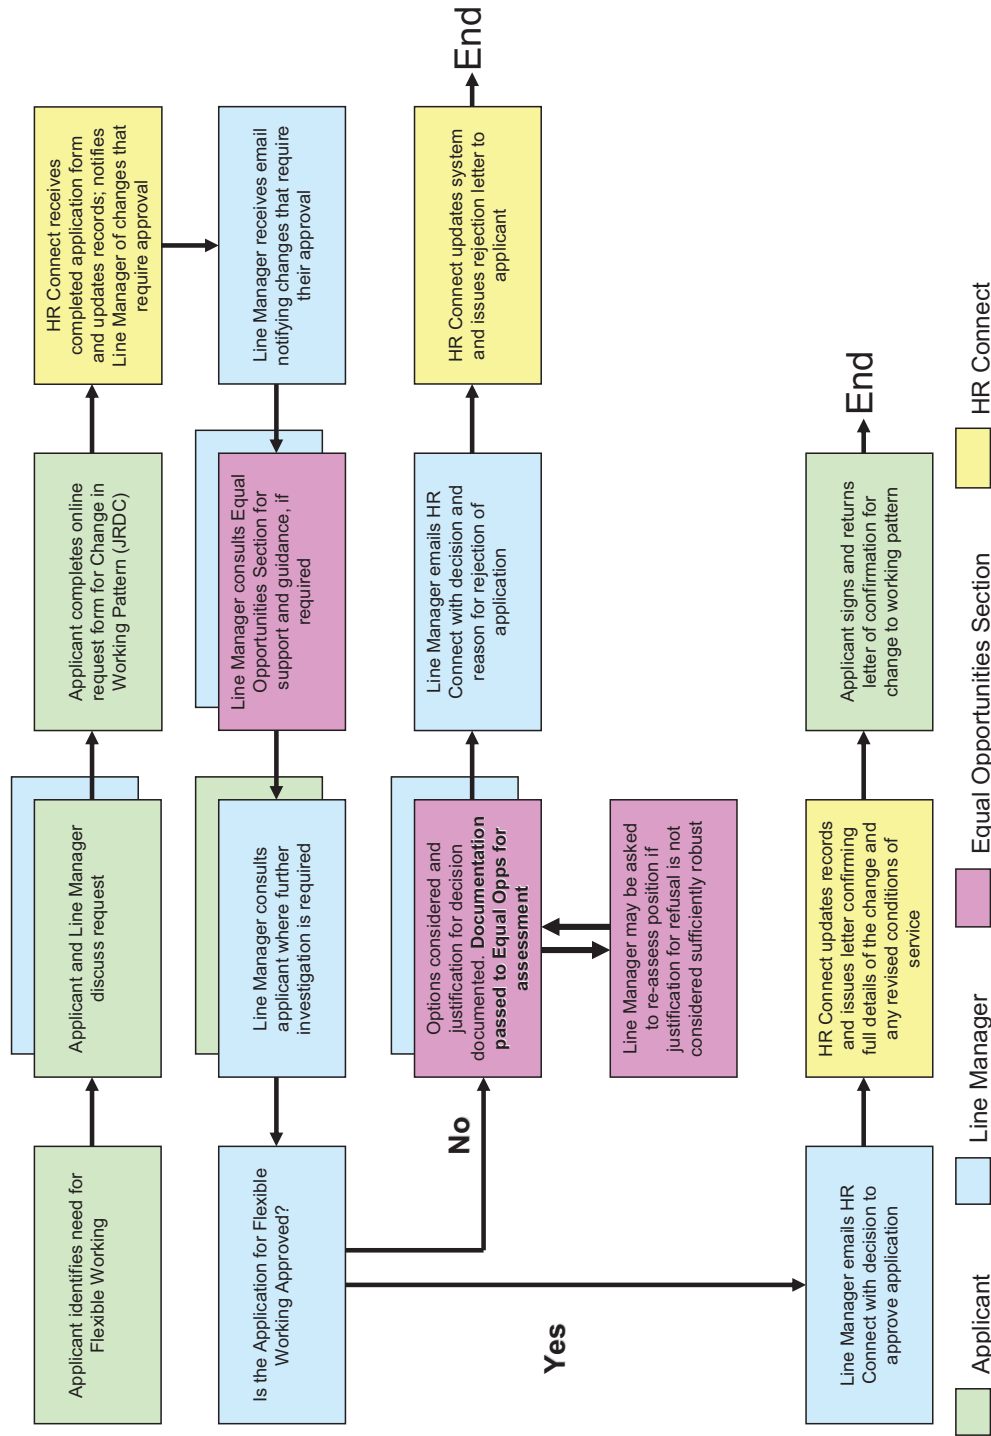 Applicant identifies need for
Flexible Working
Applicant and Line Manager
discuss request
Applicant completes online
request form for Change in
Working Pattern (JRDC)
HR Connect receives
completed application form
and updates records; notifies
Line Manager of changes that
require approval
Line Manager receives email
notifying changes that require
their approval
Line Manager consults Equal
Opportunities Section for
support and guidance, if
required
Line Manager consults
applicant where further
investigation is required
Is the Application for Flexible
Working Approved?
No
Options considered and
justification for decision
documented. Documentation
passed to Equal Opps for
assessment
Line Manager emails HR
Connect with decision and
reason for rejection of
application
HR Connect updates system
and issues rejection letter to
applicant
End
Line Manager may be asked
to re-assess position if
justification for refusal is not
considered sufficiently robust
Yes
Line Manager emails HR
Connect with decision to
approve application
HR Connect updates records
and issues letter confirming
full details of the change and
any revised conditions of
service
Applicant signs and returns
letter of confirmation for
change to working pattern
End
Applicant
Line Manager
Equal Opportunities Section
HR Connect